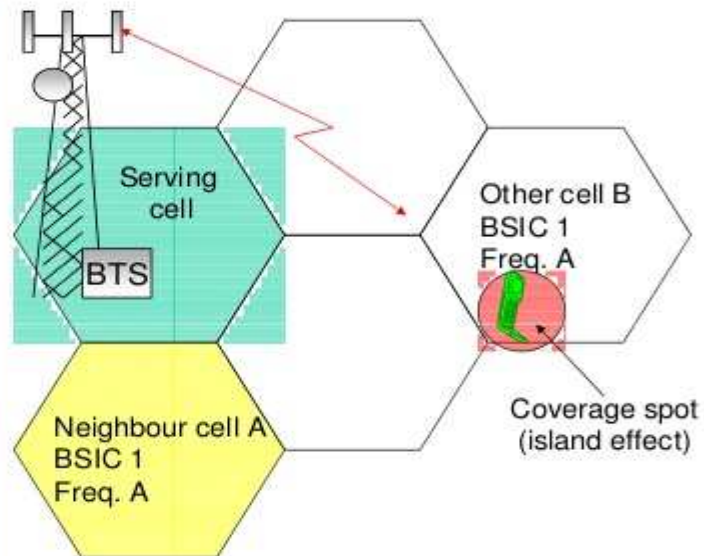 Serving
cell
BTS
Other cell B
BSIC 1
Freq. A
Neighbour cell A
BSIC 1
Freq. A
Coverage spot
(island effect)